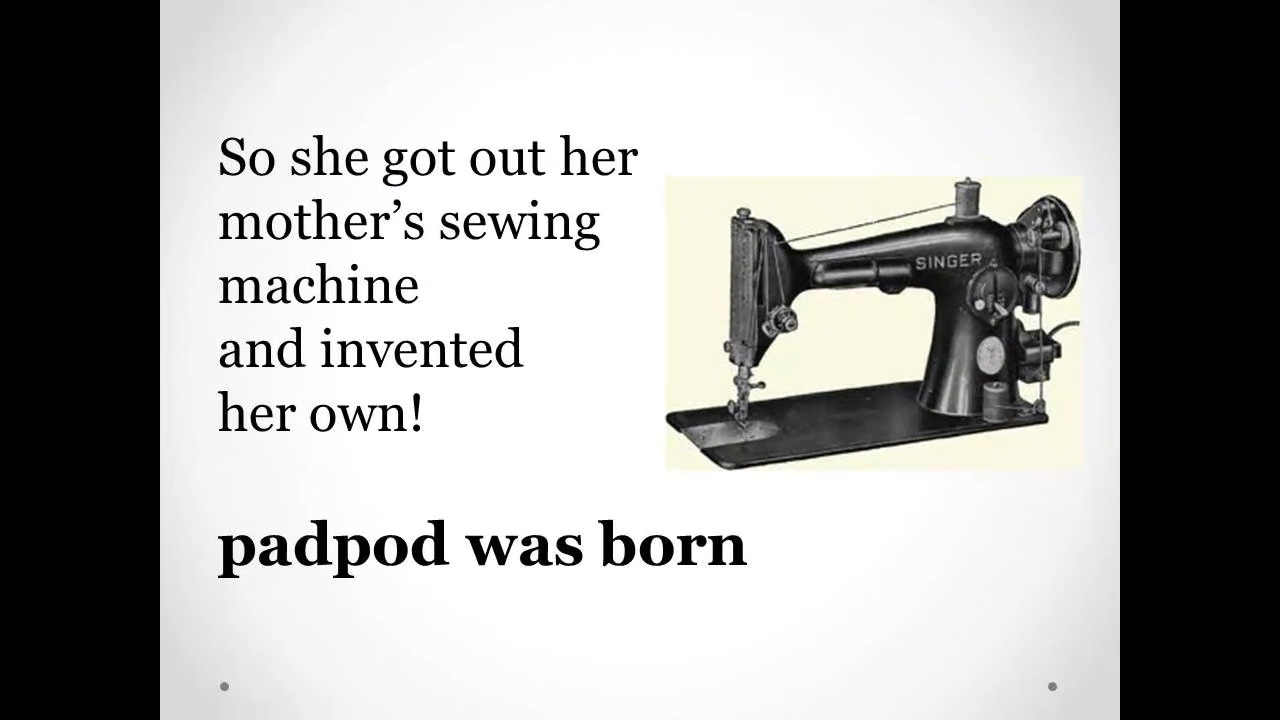 So she got out her
mother's sewing
machine
and invented
her own!
SINGER
padpod was born